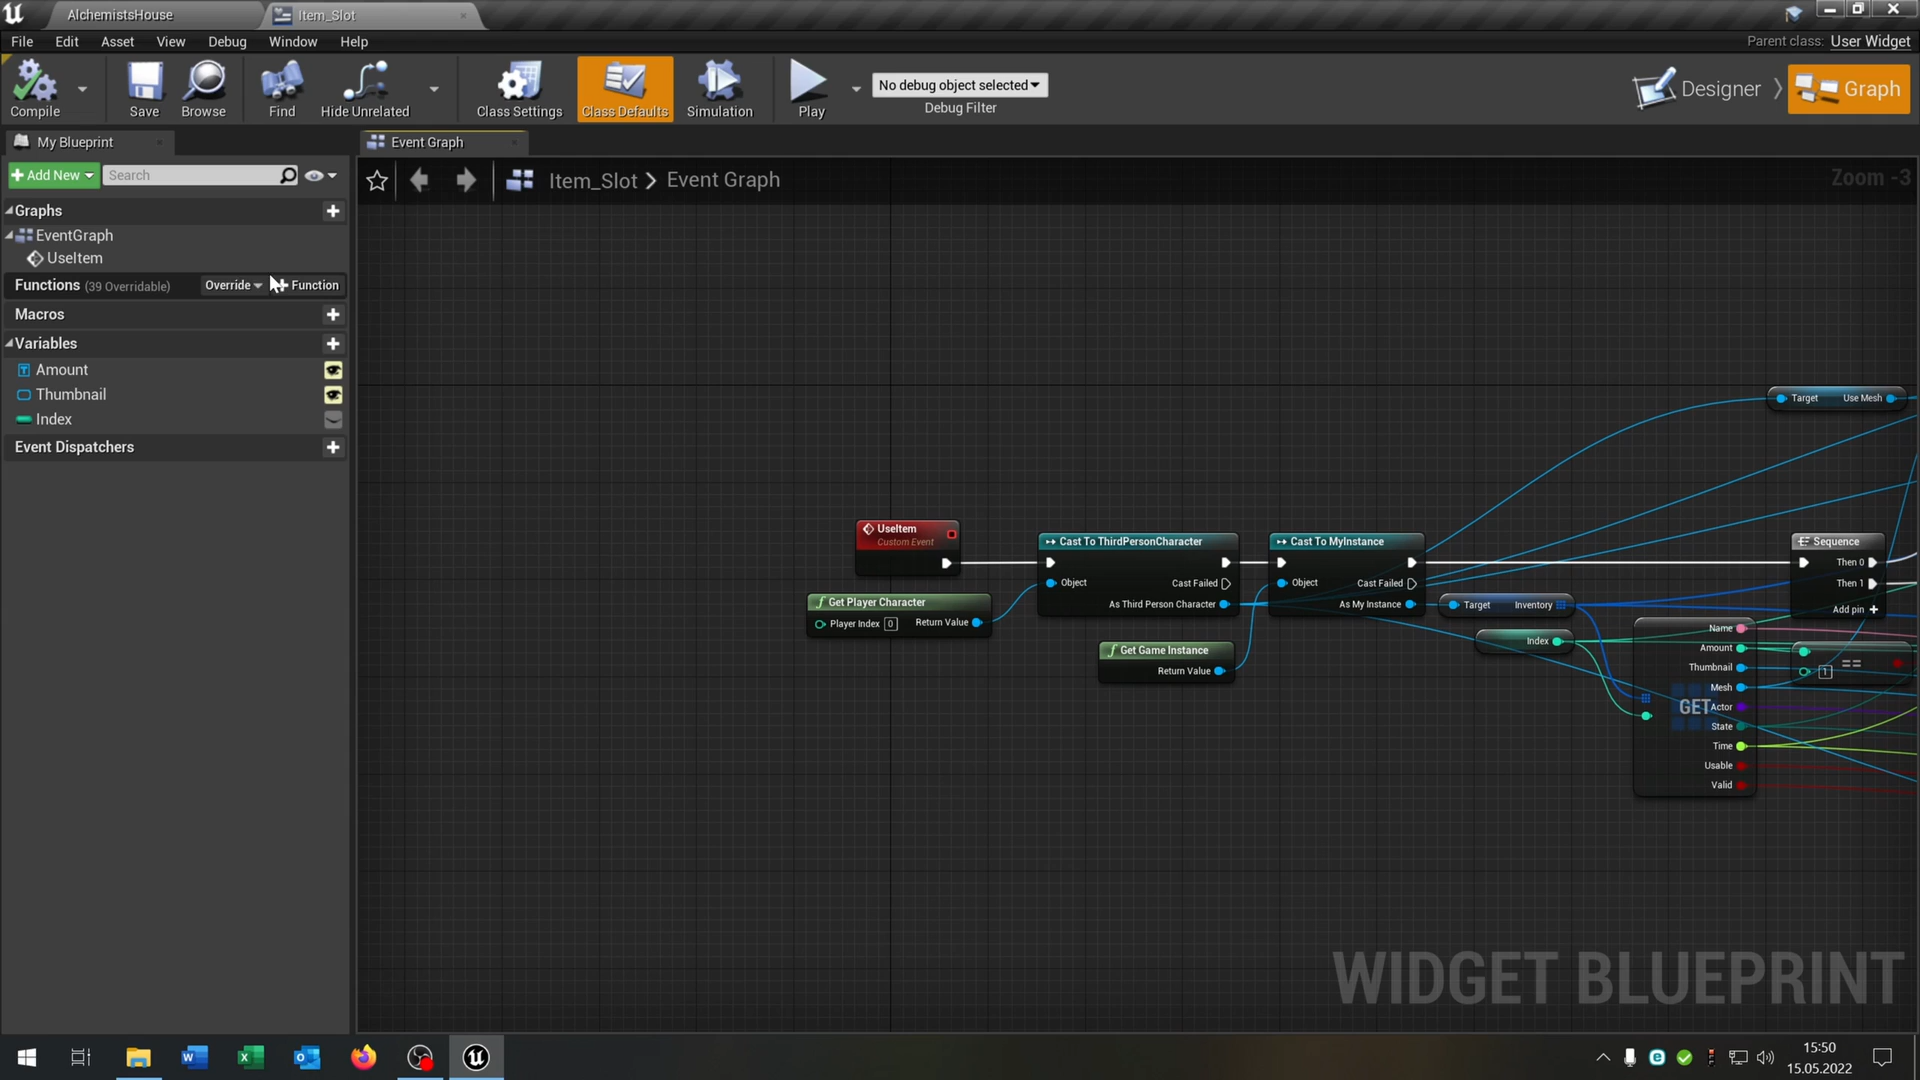 AlchemistsHouse
Item_Slot
File Edit Asset View Debug Window Help
Parent class: User Widget
Compile
Save
Browse
Find
Hide Unrelated
Class Settings
Class Defaults
Simulation
Play
No debug object selected
Debug Filter
Designer
Graph
My Blueprint
Event Graph
Add New
Search
Item_Slot > Event Graph
Zoom -3
Graphs
EventGraph
UseItem
Functions (39 Overridable) Override Function
Macros
Variables
Amount
Thumbnail
Index
Event Dispatchers
Target Use Mesh
UseItem
Custom Event
Get Player Character
Player Index 0 Return Value
Cast To ThirdPersonCharacter
Object Cast Failed
As Third Person Character
Cast To MyInstance
Object Cast Failed
As My Instance
Get Game Instance
Return Value
Target Inventory
Index
Sequence
Then 0
Then 1
Add pin
Name
Amount
Thumbnail
Mesh
GET
Actor
State
Time
Usable
Valid
==
1
WIDGET BLUEPRINT
15:50
15.05.2022